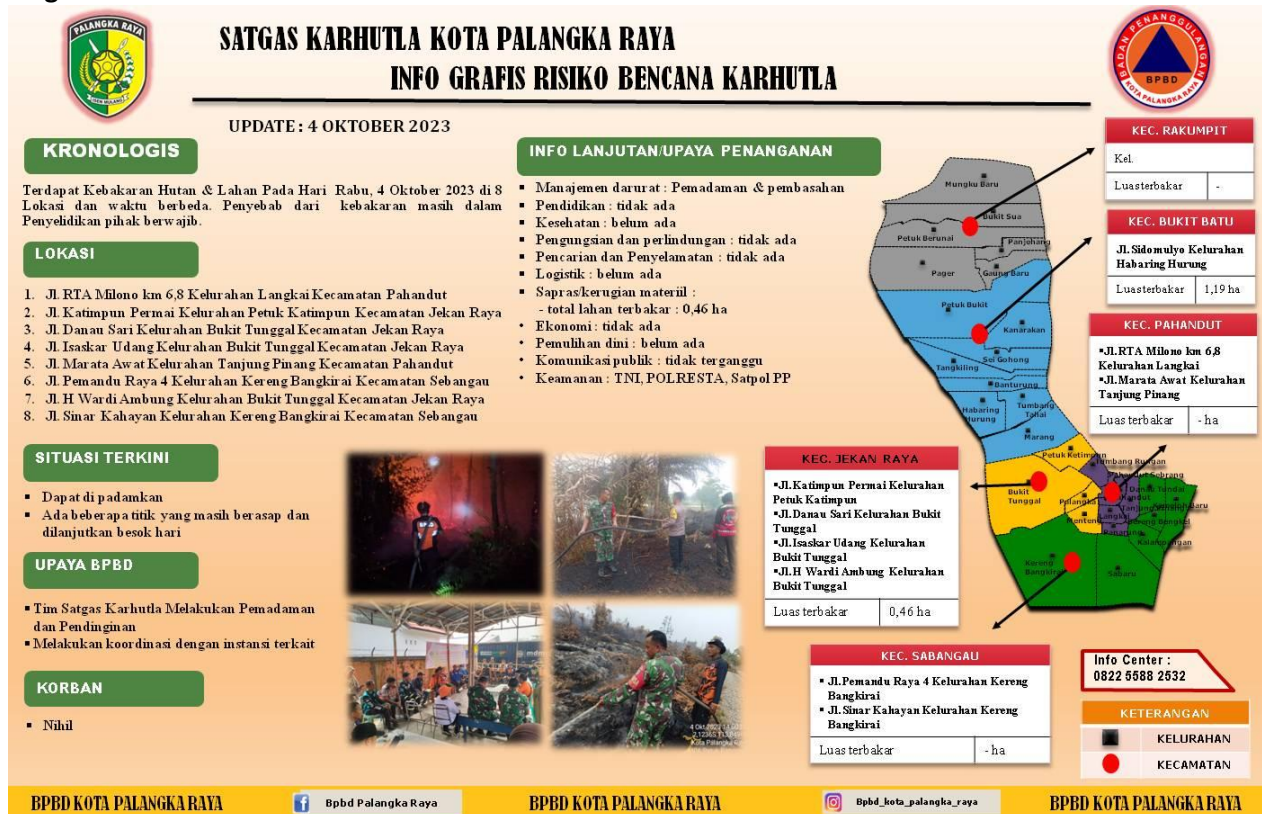 PALANGKA RAYA
ISEN MULANG
SATGAS KARHUTLA KOTA PALANGKA RAYA
INFO GRAFIS RISIKO BENCANA KARHUTLA
BADAN PENANGGULANGAN
BPBD
KOTA PALANGKA RAYA
UPDATE : 4 OKTOBER 2023
KRONOLOGIS
Terdapat Kebakaran Hutan & Lahan Pada Hari Rabu, 4 Oktober 2023 di 8
Lokasi dan waktu berbeda. Penyebab dari kebakaran masih dalam
Penyelidikan pihak berwajib.
LOKASI
1. Jl. RTA Milono km 6,8 Kelurahan Langkai Kecamatan Pahandut
2. Jl. Katimpun Permai Kelurahan Petuk Katimpun Kecamatan Jekan Raya
3. Jl. Danau Sari Kelurahan Bukit Tunggal Kecamatan Jekan Raya
4. Jl. Isaskar Udang Kelurahan Bukit Tunggal Kecamatan Jekan Raya
5. Jl. Marata Awat Kelurahan Tanjung Pinang Kecamatan Pahandut
6. Jl. Pemandu Raya 4 Kelurahan Kereng Bangkirai Kecamatan Sebangau
7. Jl. H Wardi Ambung Kelurahan Bukit Tunggal Kecamatan Jekan Raya
8. Jl. Sinar Kahayan Kelurahan Kereng Bangkirai Kecamatan Sebangau
SITUASI TERKINI
▪ Dapat di padamkan
▪ Ada beberapa titik yang masih berasap dan
dilanjutkan besok hari
UPAYA BPBD
▪ Tim Satgas Karhutla Melakukan Pemadaman
dan Pendinginan
▪ Melakukan koordinasi dengan instansi terkait
KORBAN
▪ Nihil
INFO LANJUTAN/UPAYA PENANGANAN
▪ Manajemen darurat : Pemadaman & pembasahan
▪ Pendidikan : tidak ada
▪ Kesehatan : belum ada
▪ Pengungsian dan perlindungan : tidak ada
▪ Pencarian dan Penyelamatan : tidak ada
▪ Logistik : belum ada
▪ Sapras/kerugian materiil :
- total lahan terbakar : 0,46 ha
• Ekonomi : tidak ada
• Pemulihan dini : belum ada
• Komunikasi publik : tidak terganggu
• Keamanan : TNI, POLRESTA, Satpol PP
4 Okt 2023
Kota Palangka
KEC. RAKUMPIT
Kel.
Luasterbakar -
KEC. BUKIT BATU
Jl.Sidomulyo Kelurahan
Habaring Hurung
Luasterbakar 1,19 ha
KEC. PAHANDUT
▪Jl.RTA Milono km 6,8
Kelurahan Langkai
▪Jl.Marata Awat Kelurahan
Tanjung Pinang
Luas terbakar - ha
KEC. JEKAN RAYA
▪Jl.Katimpun Permai Kelurahan
Petuk Katimpun
▪Jl.Danau Sari Kelurahan Bukit
Tunggal
▪Jl.Isaskar Udang Kelurahan
Bukit Tunggal
▪Jl.H Wardi Ambung Kelurahan
Bukit Tunggal
Luas terbakar 0,46 ha
KEC. SABANGAU
▪ Jl.Pemandu Raya 4 Kelurahan Kereng
Bangkirai
▪ Jl.Sinar Kahayan Kelurahan Kereng
Bangkirai
Luas terbakar - ha
Mungku Baru
Bukit Sua
Petuk Berunai
Panjehang
Pager
Gaung Baru
Petuk Bukit
Kanarakan
Sei Gohong
Tangkiling
Banturung
Habaring
Hurung
Tumbang
Tahai
Marang
Bukit
Tunggal
Kereng
Bangkirai
Sabaru
Info Center :
0822 5588 2532
KETERANGAN
KELURAHAN
KECAMATAN
BPBD KOTA PALANGKA RAYA
Bpbd Palangka Raya
BPBD KOTA PALANGKA RAYA
Bpbd_kota_palangka_raya
BPBD KOTA PALANGKA RAYA